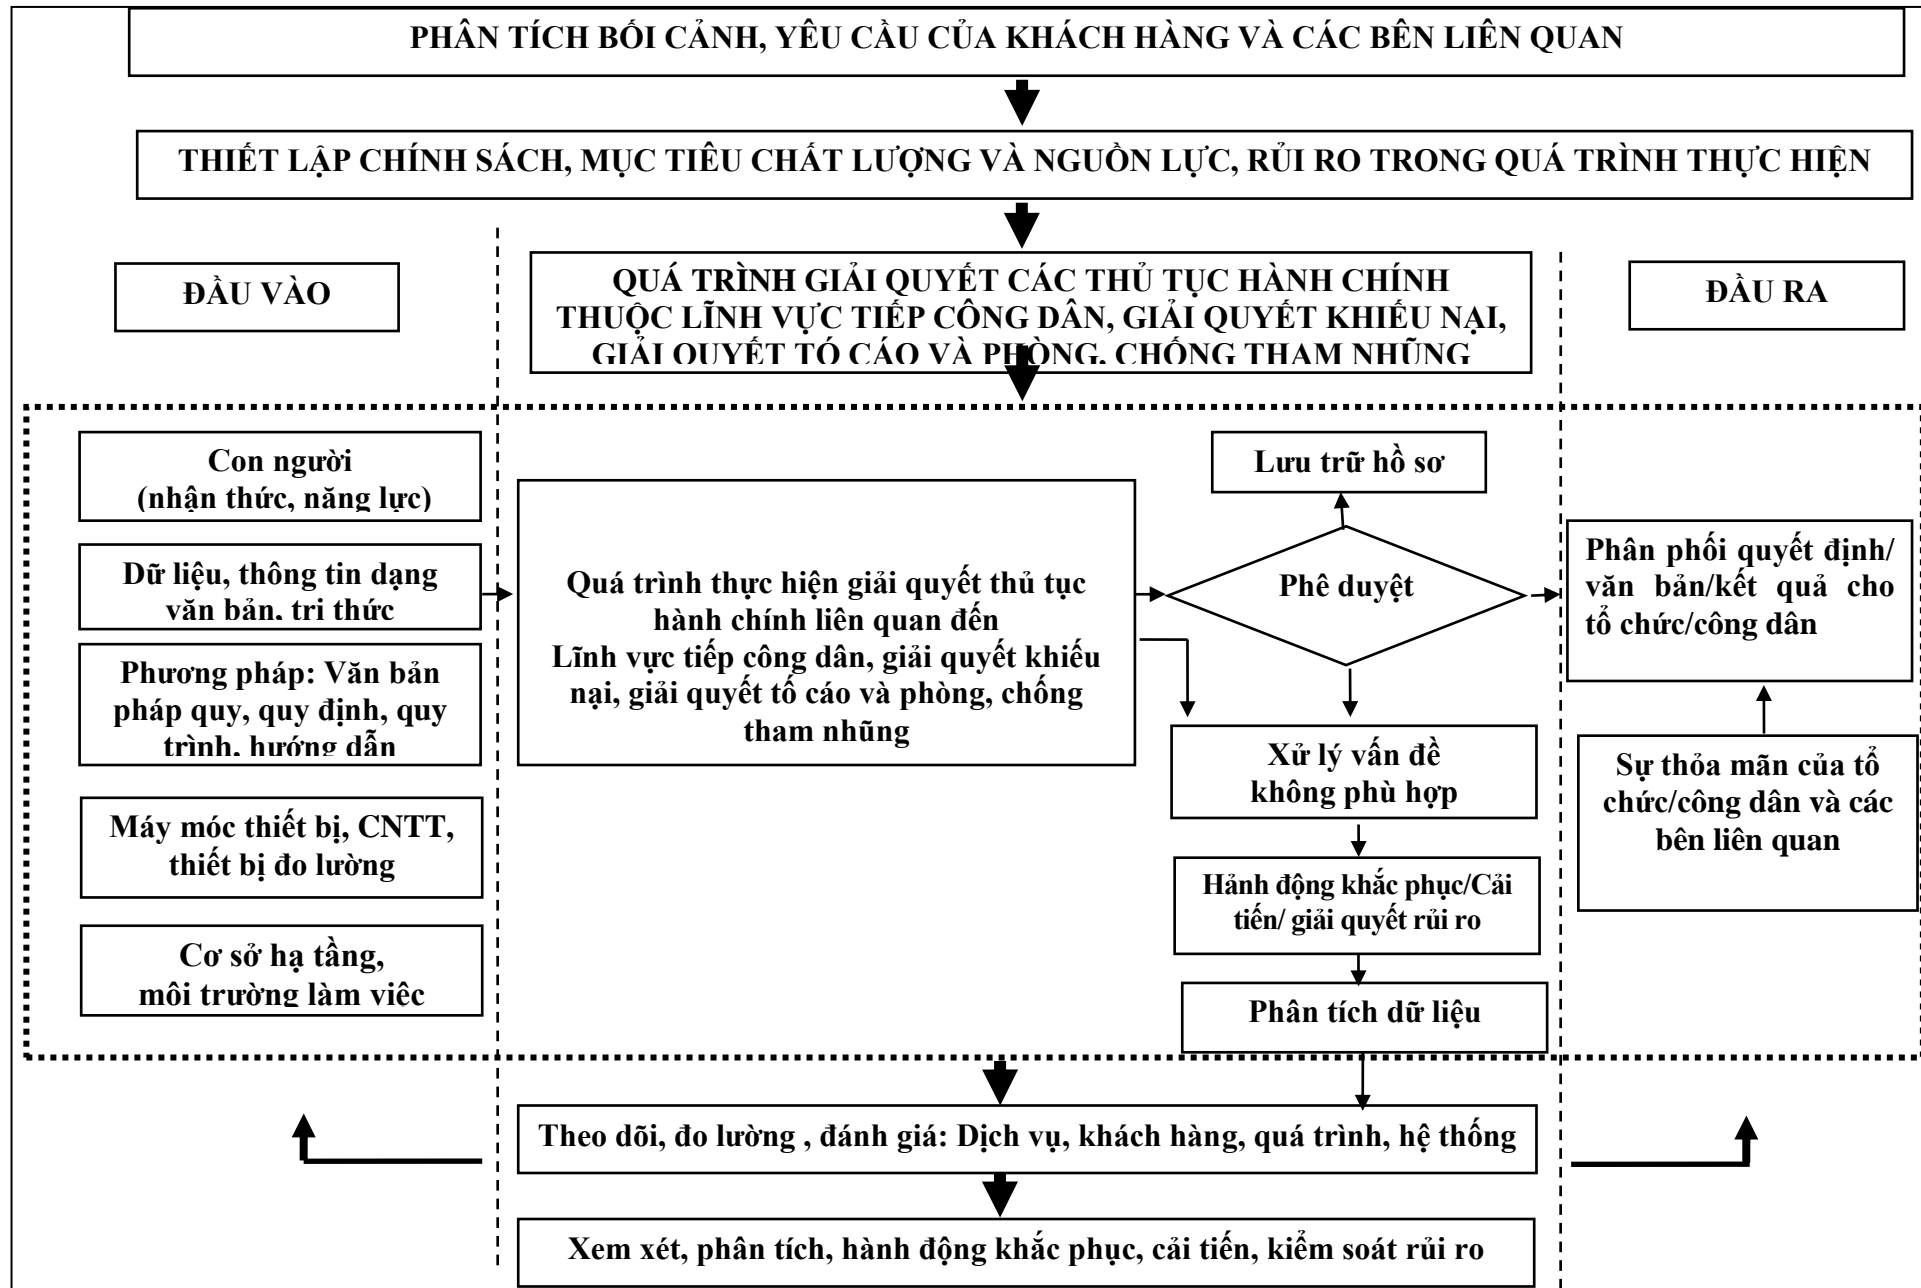 PHÂN TÍCH BỐI CẢNH, YÊU CẦU CỦA KHÁCH HÀNG VÀ CÁC BÊN LIÊN QUAN
THIẾT LẬP CHÍNH SÁCH, MỤC TIÊU CHẤT LƯỢNG VÀ NGUỒN LỰC, RỦI RO TRONG QUÁ TRÌNH THỰC HIỆN
ĐẦU VÀO
QUÁ TRÌNH GIẢI QUYẾT CÁC THỦ TỤC HÀNH CHÍNH
THUỘC LĨNH VỰC TIẾP CÔNG DÂN, GIẢI QUYẾT KHIẾU NẠI,
GIẢI QUYẾT TỐ CÁO VÀ PHÒNG, CHỐNG THAM NHŨNG
ĐẦU RA
Con người
(nhận thức, năng lực)
Dữ liệu, thông tin dạng
văn bản, tri thức
Phương pháp: Văn bản
pháp quy, quy định, quy
trình, hướng dẫn
Máy móc thiết bị, CNTT,
thiết bị đo lường
Cơ sở hạ tầng,
môi trường làm việc
Quá trình thực hiện giải quyết thủ tục
hành chính liên quan đến
Lĩnh vực tiếp công dân, giải quyết khiếu
nại, giải quyết tố cáo và phòng, chống
tham nhũng
Lưu trữ hồ sơ
Phê duyệt
Xử lý vấn đề
không phù hợp
Hảnh động khắc phục/Cải
tiến/ giải quyết rủi ro
Phân tích dữ liệu
Phân phối quyết định/
văn bản/kết quả cho
tổ chức/công dân
Sự thỏa mãn của tổ
chức/công dân và các
bên liên quan
Theo dõi, đo lường , đánh giá: Dịch vụ, khách hàng, quá trình, hệ thống
Xem xét, phân tích, hành động khắc phục, cải tiến, kiểm soát rủi ro